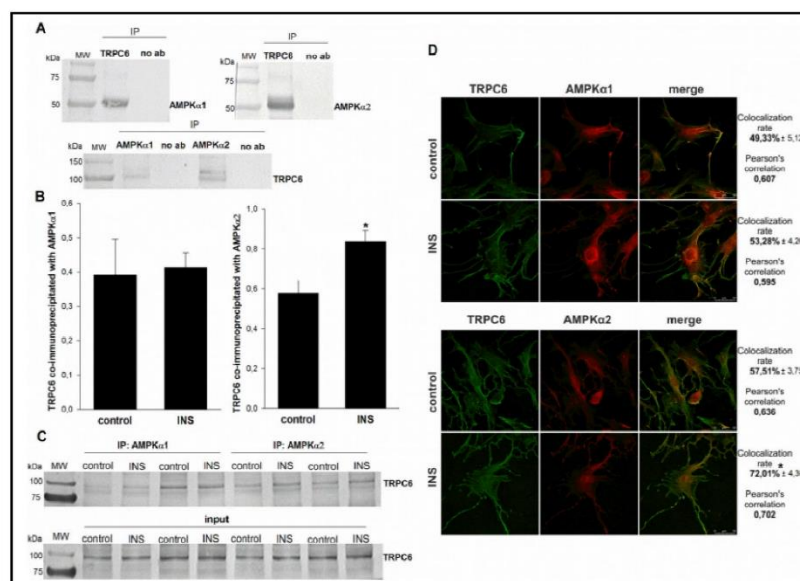 A
IP
IP
kDa MW TRPC6 no ab
75
50
AMPKα1
kDa MW TRPC6 no ab
75
50
AMPKα2
IP
kDa MW AMPKα1 no ab AMPKα2 no ab
150
100
TRPC6
B
TRPC6 co-immunoprecipitated with AMPKα1
0,8
0,6
0,4
0,2
0,0
control INS
TRPC6 co-immunoprecipitated with AMPKα2
1,0
0,8
0,6
0,4
0,2
0,0
*
control INS
C
IP: AMPKα1 IP: AMPKα2
kDa MW control INS control INS control INS control INS
100
75
TRPC6
input
kDa MW control INS control INS control INS control INS
100
75
TRPC6
D
TRPC6 AMPKα1 merge
control
Colocalization
rate
49,33% ± 5,12
Pearson's
correlation
0,607
INS
Colocalization
rate
53,28% ±
Pearson's
correlation
0,595
TRPC6 AMPKα2 merge
control
Colocalization
rate
57,51% ± 3,75
Pearson's
correlation
0,636
INS
Colocalization
rate *
72,01% ±
Pearson's
correlation
0,702